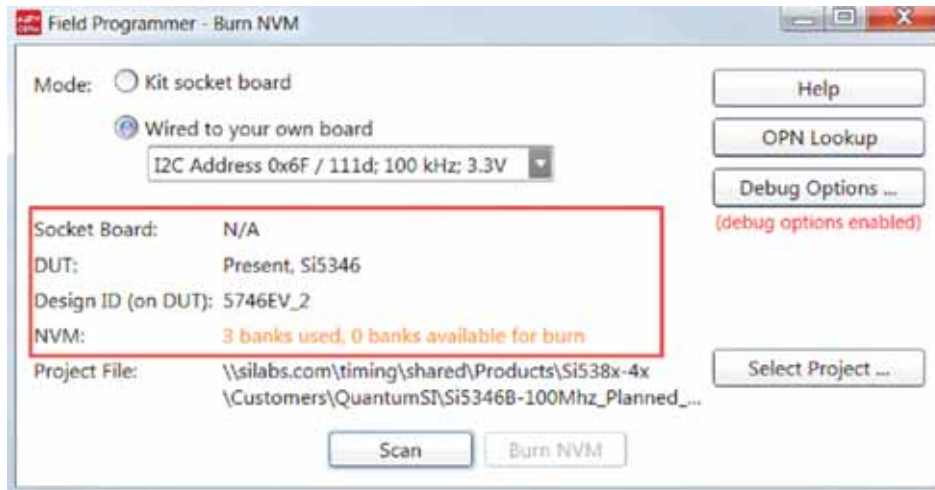 Field Programmer - Burn NVM
Mode: Kit socket board
Help
Wired to your own board
OPN Lookup
I2C Address 0x6F / 111d; 100 kHz; 3.3V
Debug Options ...
(debug options enabled)
Socket Board: N/A
DUT: Present, Si5346
Design ID (on DUT): 5746EV_2
NVM: 3 banks used, 0 banks available for burn
Project File: \\silabs.com\timing\shared\Products\Si538x-4x
Select Project ...
\Customers\QuantumSI\Si5346B-100Mhz_Planned_...
Scan
Burn NVM